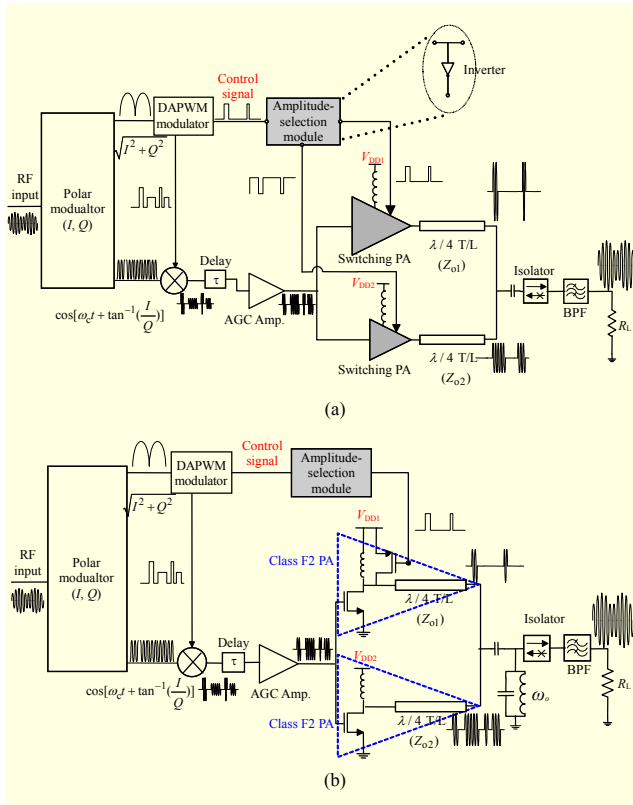 Control
signal
DAPWM
modulator
Amplitude-
selection
module
Inverter
√I² + Q²
RF
input
Polar
modualtor
(I, Q)
V_DD1
Switching PA
λ / 4 T/L
(Z_o1)
Delay
τ
AGC Amp.
cos[ω_c t + tan⁻¹(I/Q)]
V_DD2
Switching PA
λ / 4 T/L
(Z_o2)
Isolator
BPF
R_L
(a)
Control
signal
DAPWM
modulator
Amplitude-
selection
module
√I² + Q²
RF
input
Polar
modualtor
(I, Q)
V_DD1
Class F2 PA
λ / 4 T/L
(Z_o1)
Delay
τ
AGC Amp.
cos[ω_c t + tan⁻¹(I/Q)]
V_DD2
Class F2 PA
λ / 4 T/L
(Z_o2)
Isolator
BPF
ω_o
R_L
(b)